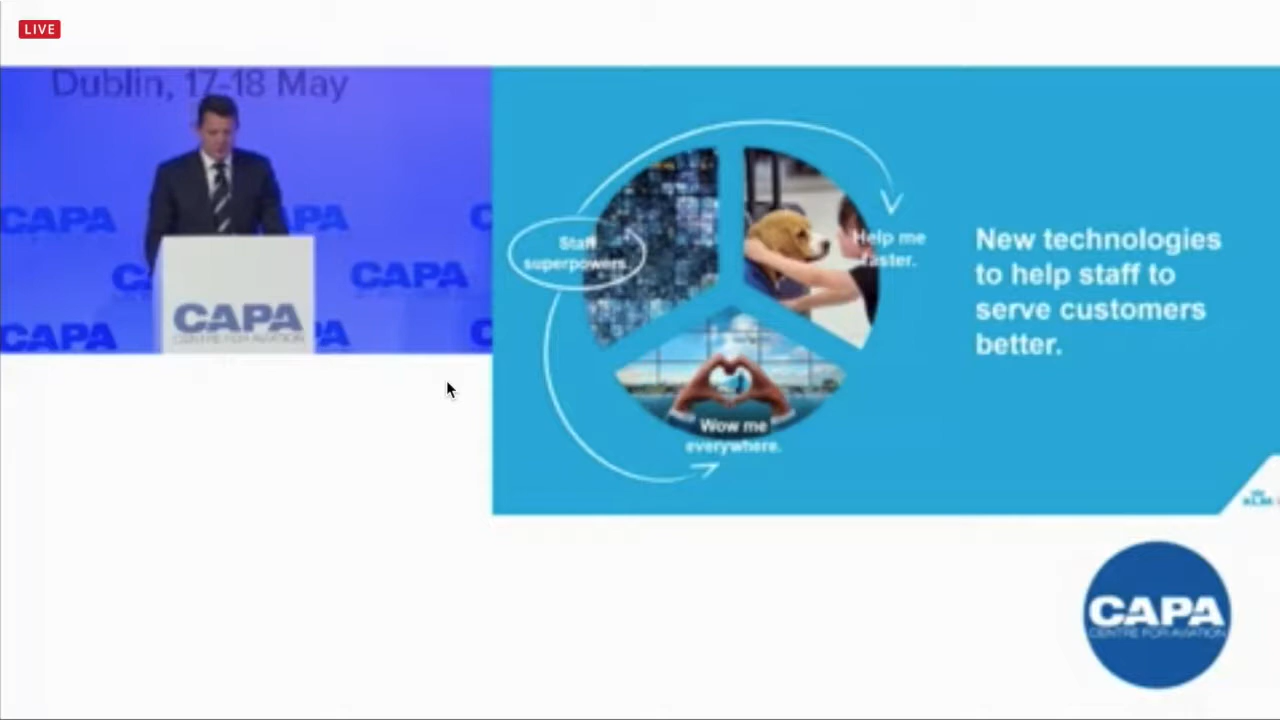 LIVE
Dublin, 17-18 May
CAPA
CAPA
CAPA
CAPA
CENTRE FOR AVIATION
CAPA
Staff
superpowers.
Help me
faster.
Wow me
everywhere.
New technologies
to help staff to
serve customers
better.
KLM
CAPA
CENTRE FOR AVIATION